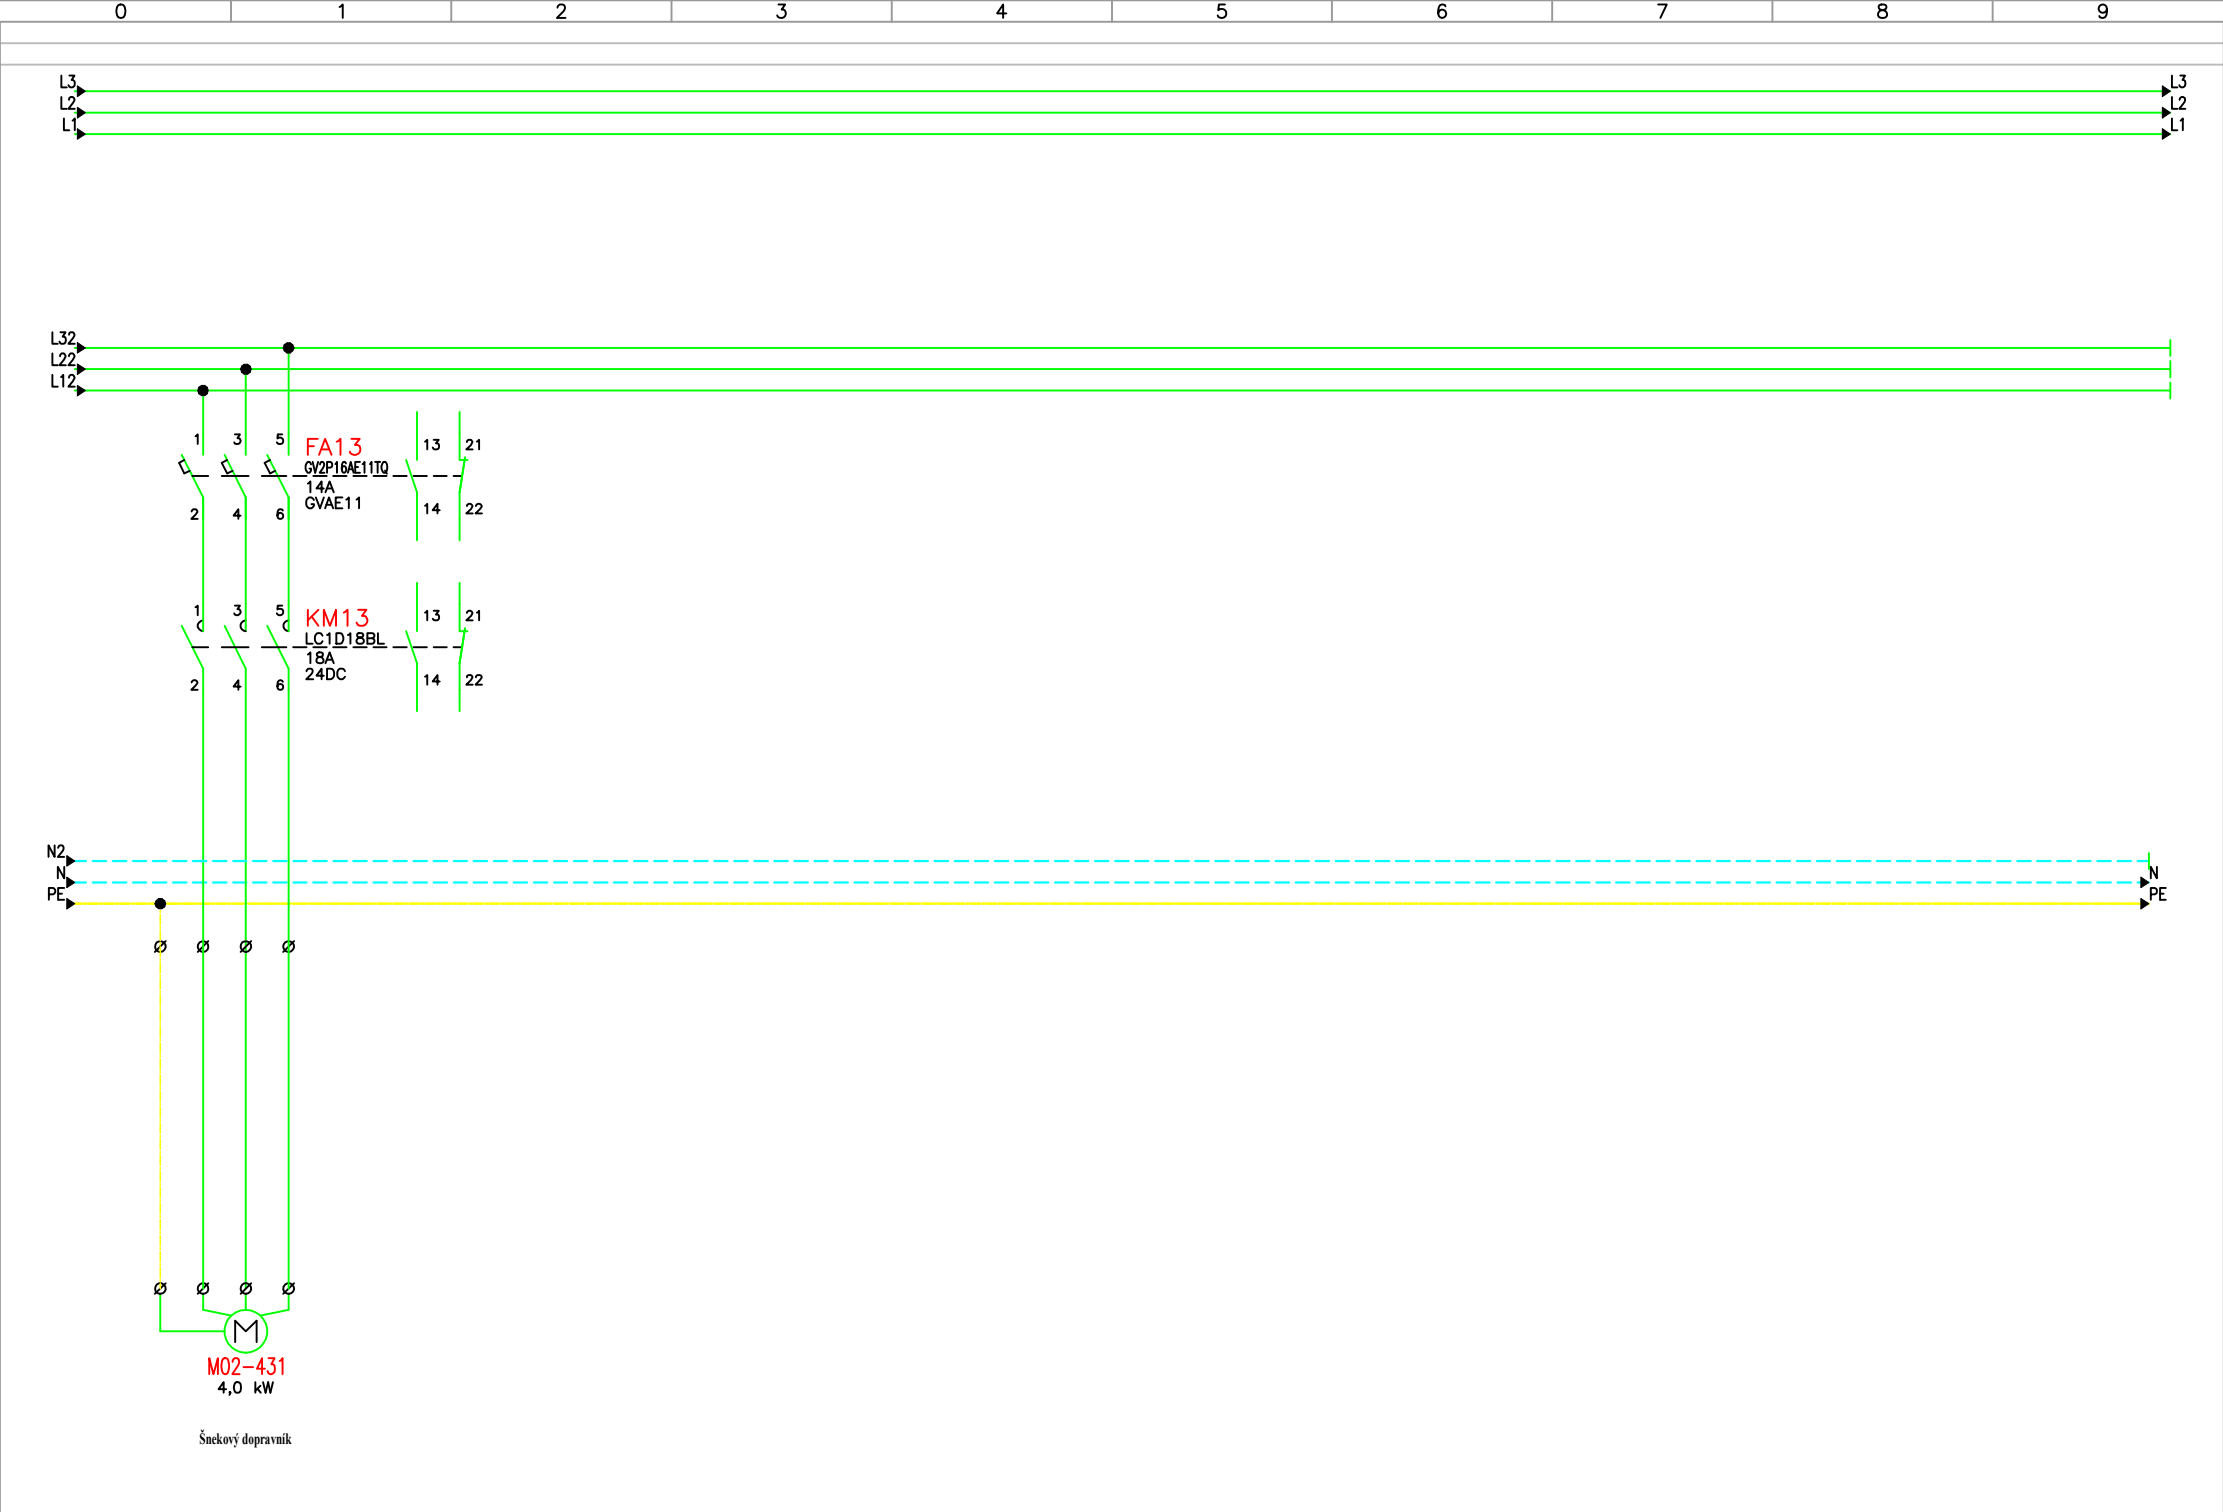 0 1 2 3 4 5 6 7 8 9
L3 L3
L2 L2
L1 L1
L32
L22
L12
1 3 5 FA13 13 21
GV2P16AE11TQ
14A
GVAE11
2 4 6 14 22
1 3 5 KM13 13 21
LC1D18BL
18A
24DC
2 4 6 14 22
N2
N N
PE PE
M
M02-431
4,0 kW
Šnekový dopravník